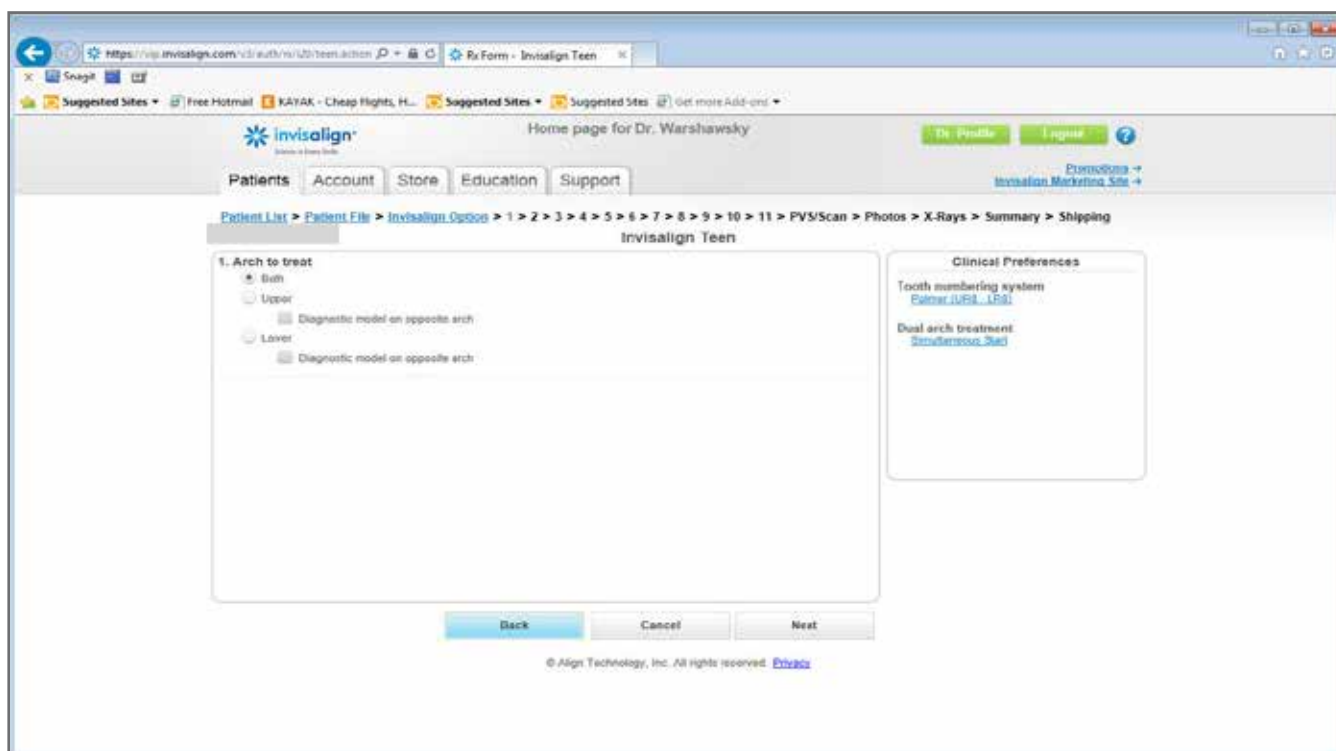 https://vip.invisalign.com Rx Form - Invisalign Teen
x Snagit
Suggested Sites Free Hotmail KAYAK - Cheap Flights, H... Suggested Sites Suggested Sites Get more Add-ons
invisalign Home page for Dr. Warshawsky Dr. Profile Logout ?
Promotions →
Patients Account Store Education Support Invisalign Marketing Site →
Patient List > Patient File > Invisalign Option > 1 > 2 > 3 > 4 > 5 > 6 > 7 > 8 > 9 > 10 > 11 > PVS/Scan > Photos > X-Rays > Summary > Shipping
Invisalign Teen
1. Arch to treat
Both
Upper
Diagnostic model on opposite arch
Lower
Diagnostic model on opposite arch
Clinical Preferences
Tooth numbering system
Palmer (UR8...LR8)
Dual arch treatment
Simultaneous Start
Back Cancel Next
© Align Technology, Inc. All rights reserved. Privacy